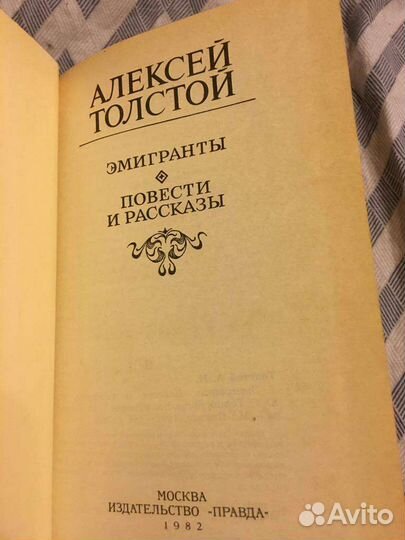 АЛЕКСЕЙ
ТОЛСТОЙ
ЭМИГРАНТЫ
ПОВЕСТИ
И РАССКАЗЫ
МОСКВА
ИЗДАТЕЛЬСТВО «ПРАВДА»
1982
Avito